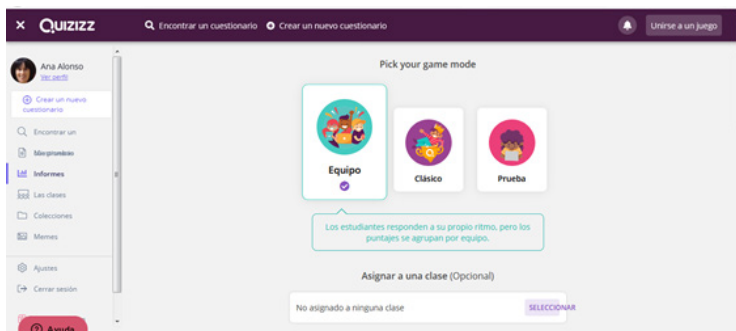 × QUIZIZZ
Encontrar un cuestionario
Crear un nuevo cuestionario
Unirse a un juego
Ana Alonso
Ver perfil
Crear un nuevo
cuestionario
Encontrar un
Informes
Las clases
Colecciones
Memes
Ajustes
Cerrar sesión
Ayuda
Pick your game mode
Equipo
Clásico
Prueba
Los estudiantes responden a su propio ritmo, pero los
puntajes se agrupan por equipo.
Asignar a una clase (Opcional)
No asignado a ninguna clase
SELECCIONAR